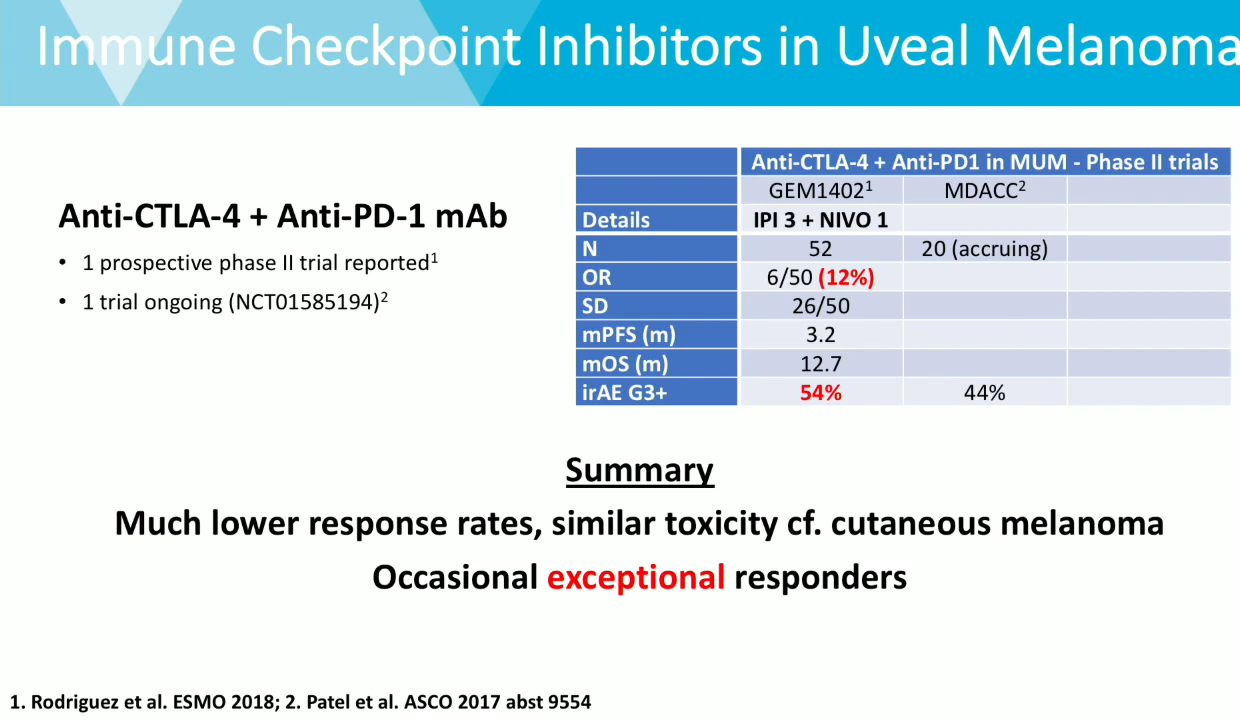 Immune Checkpoint Inhibitors in Uveal Melanoma
Anti-CTLA-4 + Anti-PD-1 mAb
• 1 prospective phase II trial reported¹
• 1 trial ongoing (NCT01585194)²
Anti-CTLA-4 + Anti-PD1 in MUM - Phase II trials
GEM1402¹ MDACC²
Details IPI 3 + NIVO 1
N 52 20 (accruing)
OR 6/50 (12%)
SD 26/50
mPFS (m) 3.2
mOS (m) 12.7
irAE G3+ 54% 44%
Summary
Much lower response rates, similar toxicity cf. cutaneous melanoma
Occasional exceptional responders
1. Rodriguez et al. ESMO 2018; 2. Patel et al. ASCO 2017 abst 9554